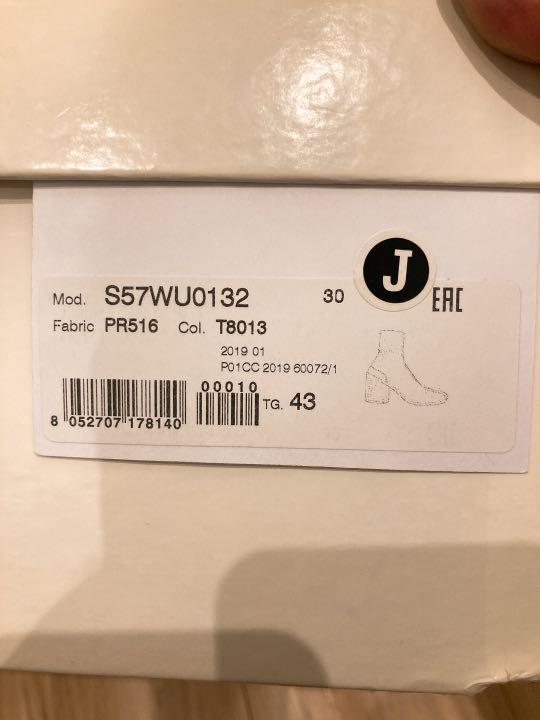 J
Mod. S57WU0132 30 EAC
Fabric PR516 Col. T8013
2019 01
P01CC 2019 60072/1
00010
TG. 43
8 052707 178140